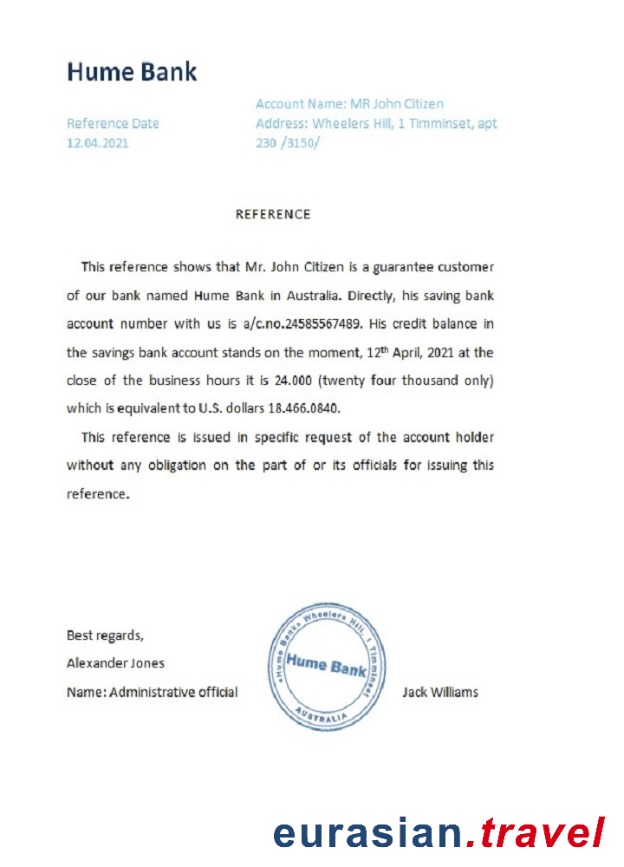 Hume Bank
Account Name: MR John Citizen
Reference Date
Address: Wheelers Hill, 1 Timminset, apt
12.04.2021
230 /3150/
REFERENCE
This reference shows that Mr. John Citizen is a guarantee customer
of our bank named Hume Bank in Australia. Directly, his saving bank
account number with us is a/c.no.24585567489. His credit balance in
the savings bank account stands on the moment, 12th April, 2021 at the
close of the business hours it is 24.000 (twenty four thousand only)
which is equivalent to U.S. dollars 18.466.0840.
This reference is issued in specific request of the account holder
without any obligation on the part of or its officials for issuing this
reference.
Best regards,
Alexander Jones
Name: Administrative official
Jack Williams
«Hume Bank» Wheelers Hill, 1 Timminset
Hume Bank
AUSTRALIA
eurasian.travel